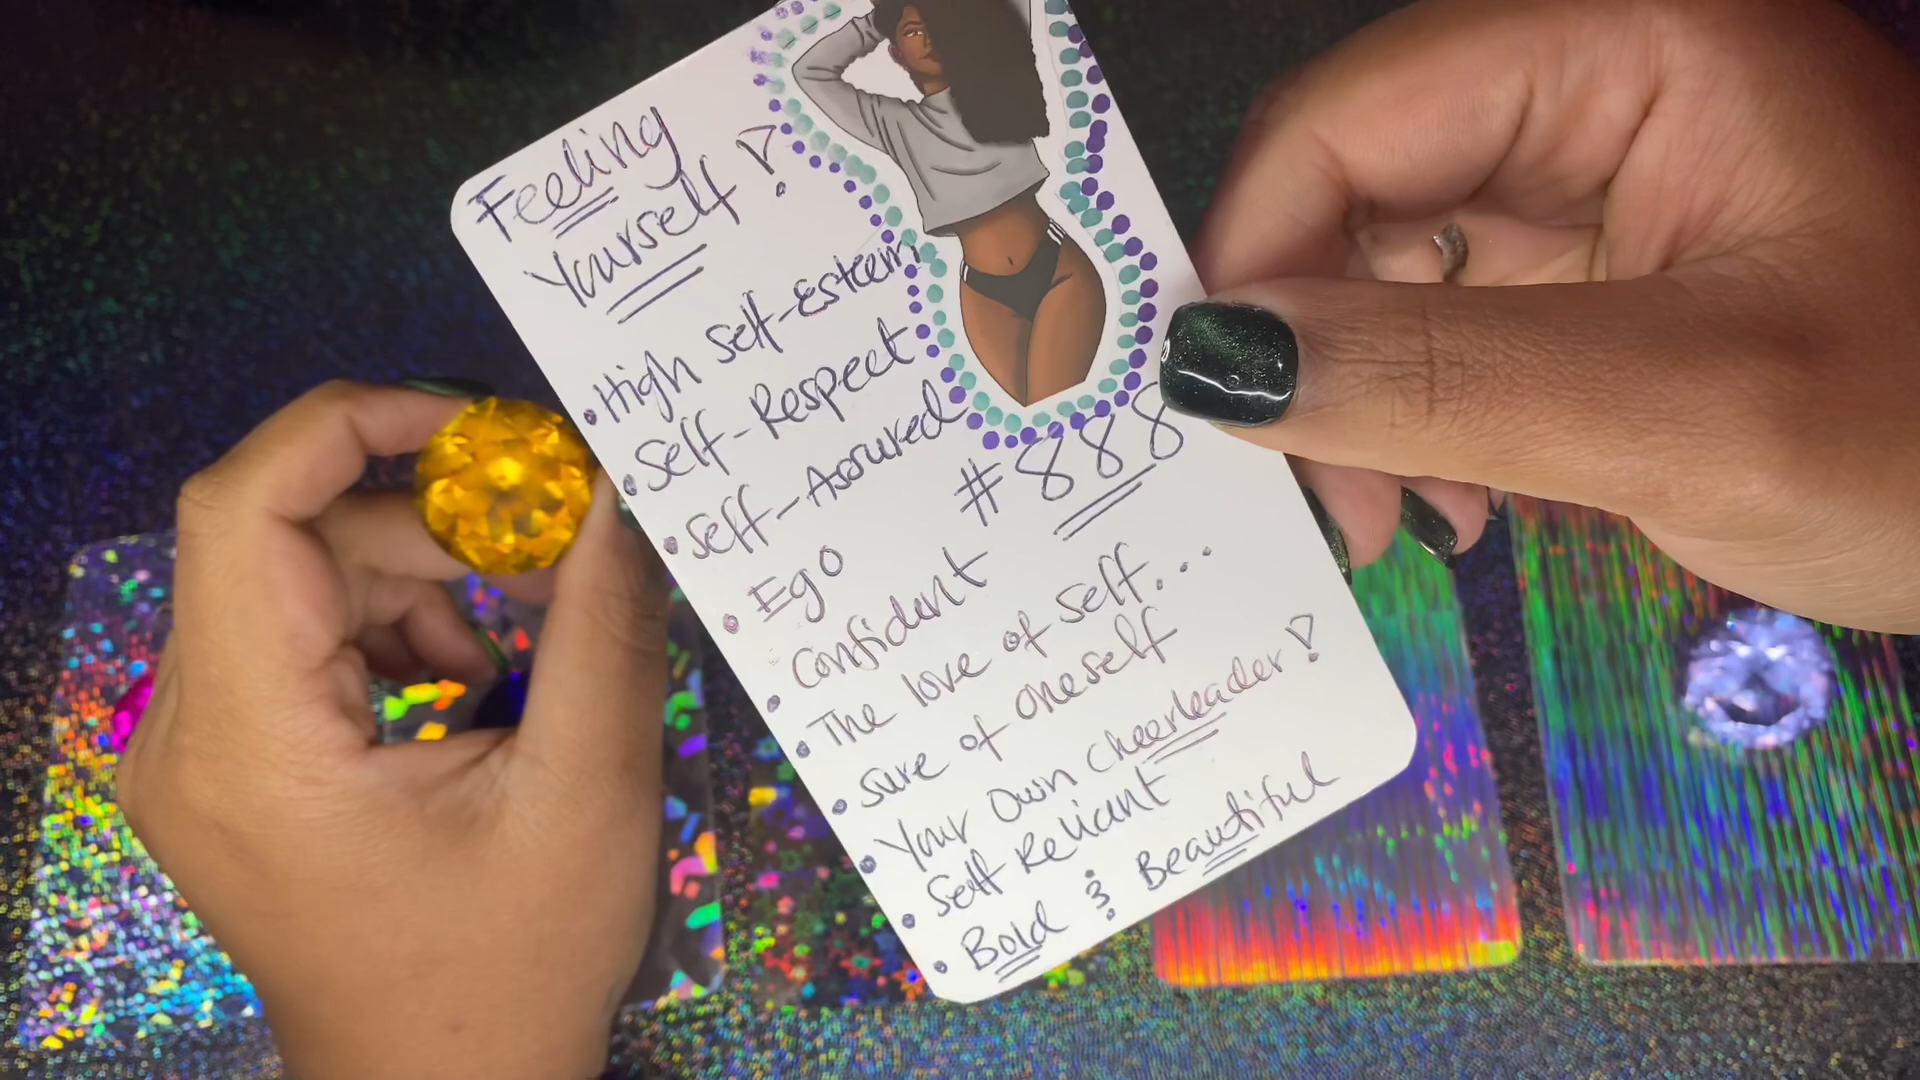 Feeling
Yourself!
• High Self-Esteem
• Self-Respect
• Self-Assured
#888
• Ego
• Confident
• The love of self...
• Sure of oneself
• Your Own Cheerleader!
• Self Reliant
• Bold & Beautiful